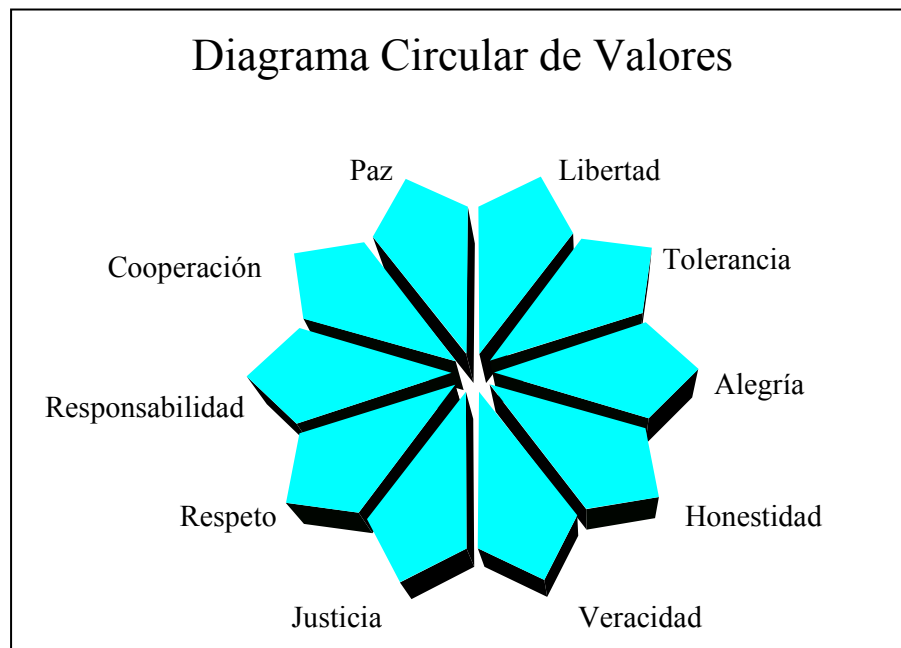 Diagrama Circular de Valores
Paz
Libertad
Cooperación
Tolerancia
Responsabilidad
Alegría
Respeto
Honestidad
Justicia
Veracidad